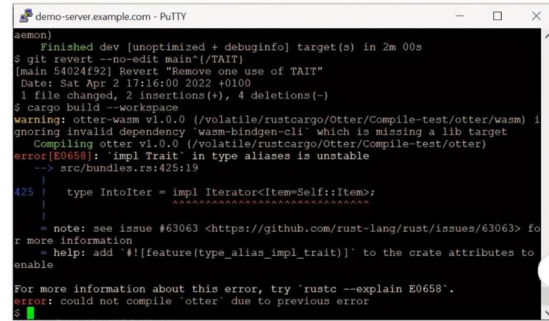 demo-server.example.com - PuTTY
aemon)
Finished dev [unoptimized + debuginfo] target(s) in 2m 00s
$ git revert --no-edit main^{/TAIT}
[main 54024f92] Revert "Remove one use of TAIT"
Date: Sat Apr 2 17:16:00 2022 +0100
1 file changed, 2 insertions(+), 4 deletions(-)
$ cargo build --workspace
warning: otter-wasm v1.0.0 (/volatile/rustcargo/Otter/Compile-test/otter/wasm) i
gnoring invalid dependency `wasm-bindgen-cli` which is missing a lib target
Compiling otter v1.0.0 (/volatile/rustcargo/Otter/Compile-test/otter)
error[E0658]: `impl Trait` in type aliases is unstable
--> src/bundles.rs:425:19
|
425 | type IntoIter = impl Iterator<Item=Self::Item>;
| ^^^^^^^^^^^^^^^^^^^^^^^^^^^^^^
|
= note: see issue #63063 <https://github.com/rust-lang/rust/issues/63063> fo
r more information
= help: add `#![feature(type_alias_impl_trait)]` to the crate attributes to
enable
For more information about this error, try `rustc --explain E0658`.
error: could not compile `otter` due to previous error
$